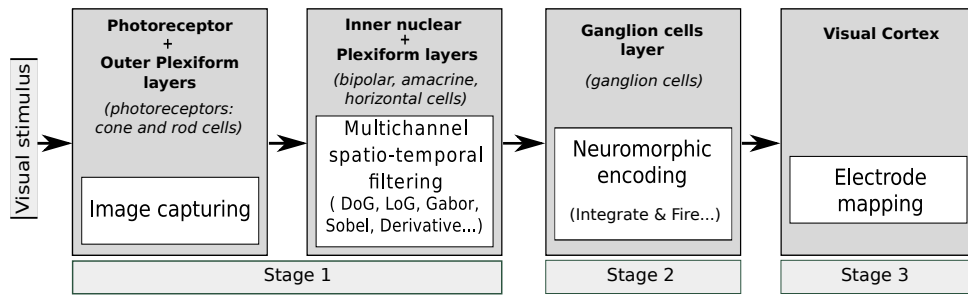 Visual stimulus
Photoreceptor
+
Outer Plexiform
layers
(photoreceptors:
cone and rod cells)
Image capturing
Inner nuclear
+
Plexiform layers
(bipolar, amacrine,
horizontal cells)
Multichannel
spatio-temporal
filtering
( DoG, LoG, Gabor,
Sobel, Derivative...)
Ganglion cells
layer
(ganglion cells)
Neuromorphic
encoding
(Integrate & Fire...)
Visual Cortex
Electrode
mapping
Stage 1
Stage 2
Stage 3